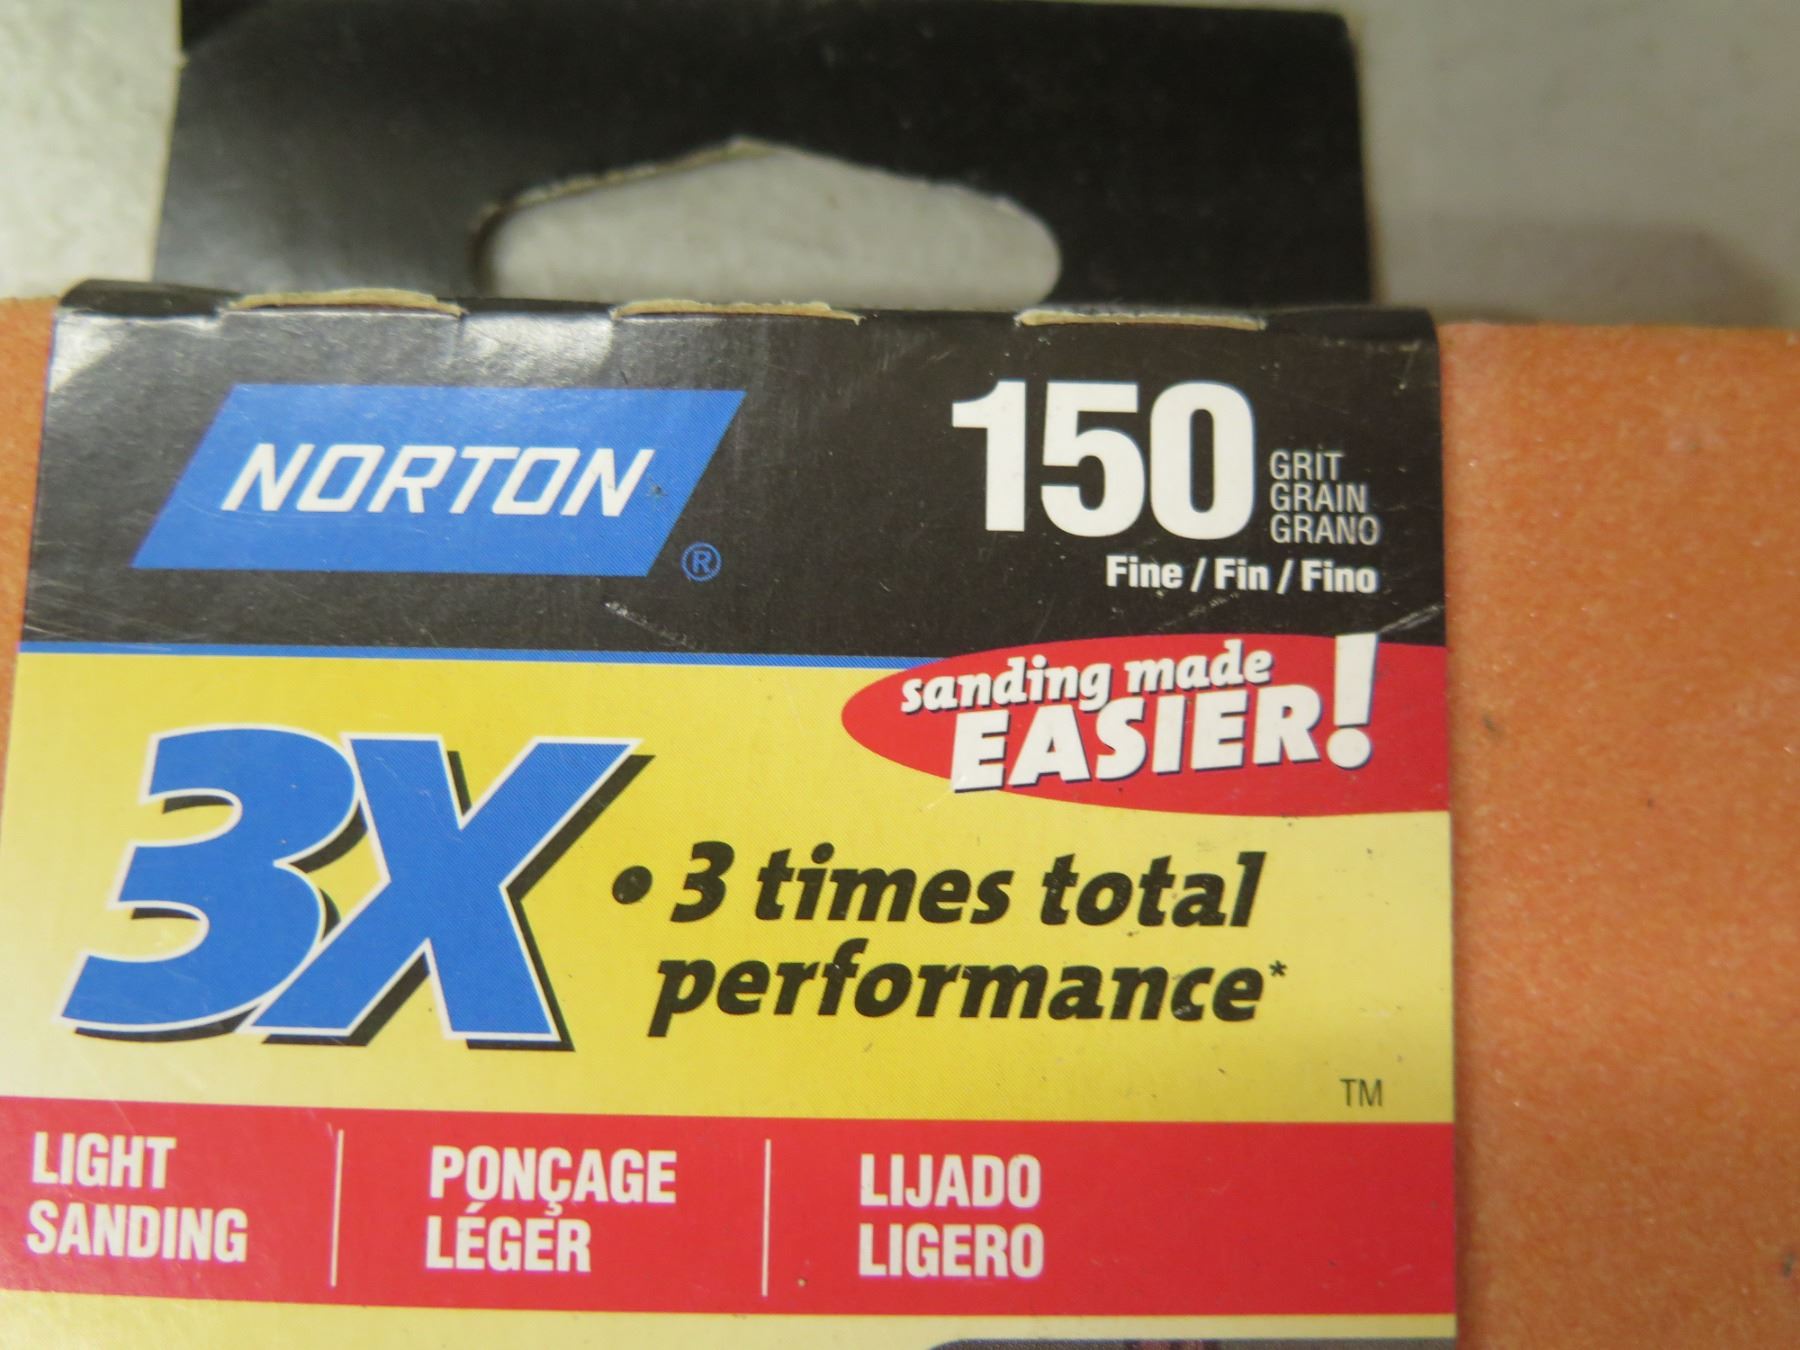 NORTON®
150
GRIT
GRAIN
GRANO
Fine / Fin / Fino
sanding made
EASIER!
3X
• 3 times total
performance*
TM
LIGHT
SANDING
PONÇAGE
LÉGER
LIJADO
LIGERO